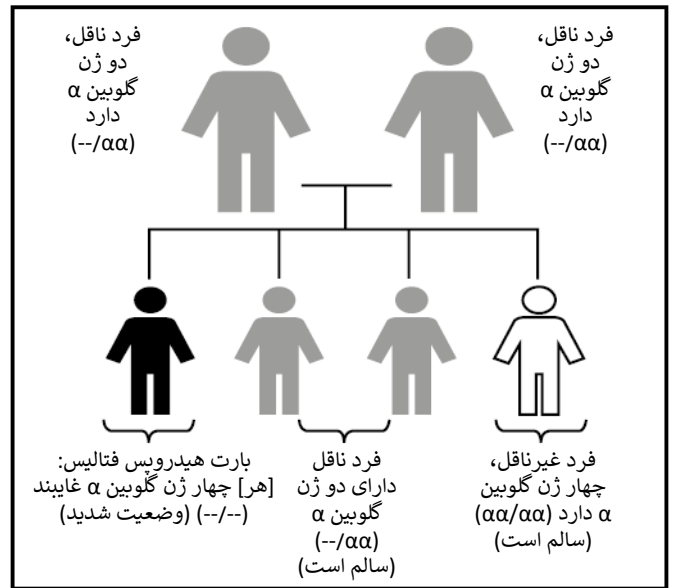 فرد ناقل،
دو ژن
گلوبین α
دارد
(--/αα)
فرد ناقل،
دو ژن
گلوبین α
دارد
(--/αα)
فرد غیرناقل،
چهار ژن گلوبین
α دارد (αα/αα)
(سالم است)
فرد ناقل
دارای دو ژن
گلوبین α
(--/αα)
(سالم است)
بارت هیدروپس فتالیس:
[هر] چهار ژن گلوبین α غایبند
(--/--) (وضعیت شدید)